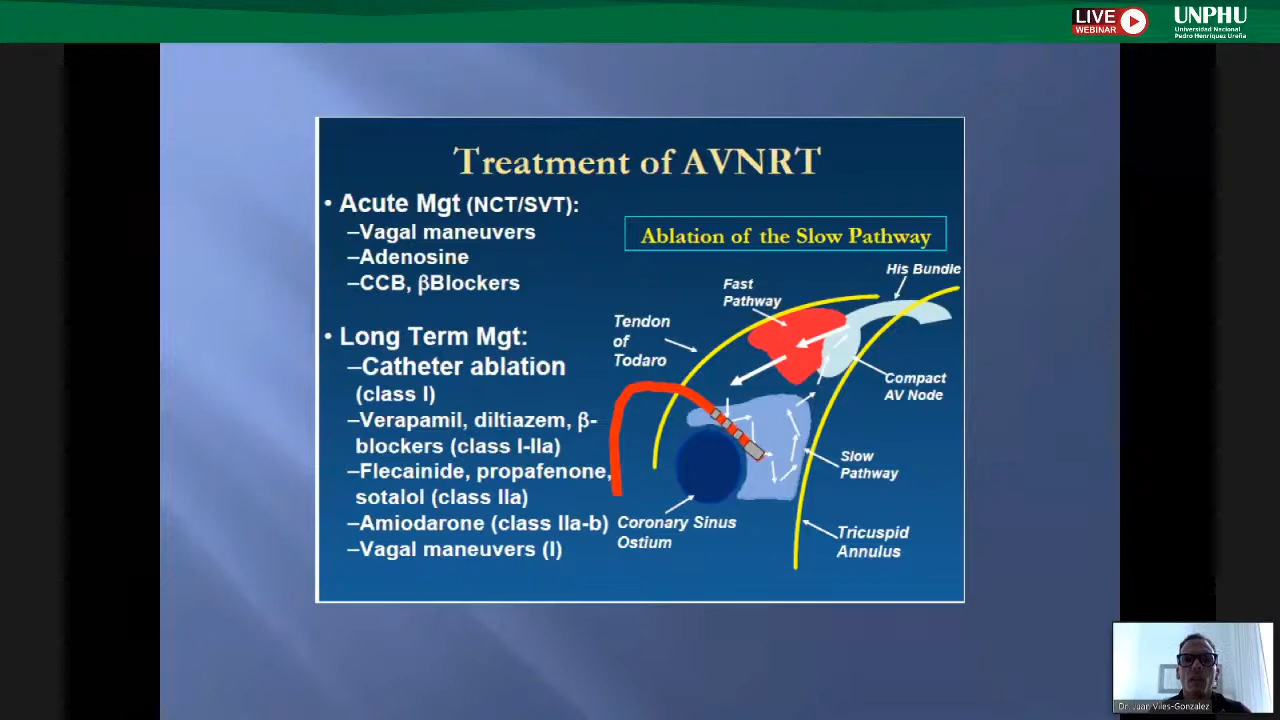 LIVE
WEBINAR
UNPHU
Universidad Nacional
Pedro Henríquez Ureña
Treatment of AVNRT
• Acute Mgt (NCT/SVT):
–Vagal maneuvers
–Adenosine
–CCB, βBlockers
• Long Term Mgt:
–Catheter ablation
(class I)
–Verapamil, diltiazem, β-
blockers (class I-IIa)
–Flecainide, propafenone,
sotalol (class IIa)
–Amiodarone (class IIa-b)
–Vagal maneuvers (I)
Ablation of the Slow Pathway
His Bundle
Fast
Pathway
Tendon
of
Todaro
Compact
AV Node
Slow
Pathway
Coronary Sinus
Ostium
Tricuspid
Annulus
Dr. Juan Viles-Gonzalez